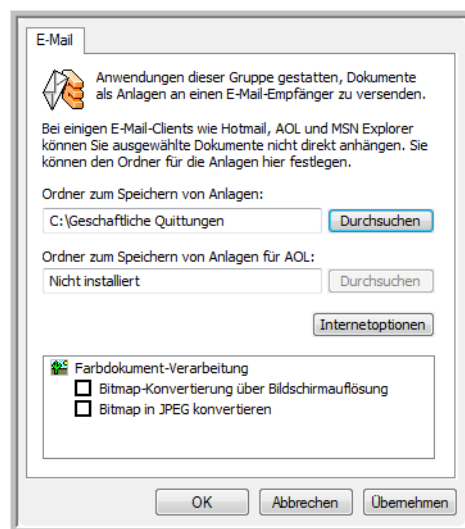 E-Mail
Anwendungen dieser Gruppe gestatten, Dokumente
als Anlagen an einen E-Mail-Empfänger zu versenden.
Bei einigen E-Mail-Clients wie Hotmail, AOL und MSN Explorer
können Sie ausgewählte Dokumente nicht direkt anhängen. Sie
können den Ordner für die Anlagen hier festlegen.
Ordner zum Speichern von Anlagen:
C:\Geschaftliche Quittungen Durchsuchen
Ordner zum Speichern von Anlagen für AOL:
Nicht installiert Durchsuchen
Internetoptionen
Farbdokument-Verarbeitung
Bitmap-Konvertierung über Bildschirmauflösung
Bitmap in JPEG konvertieren
OK Abbrechen Übernehmen